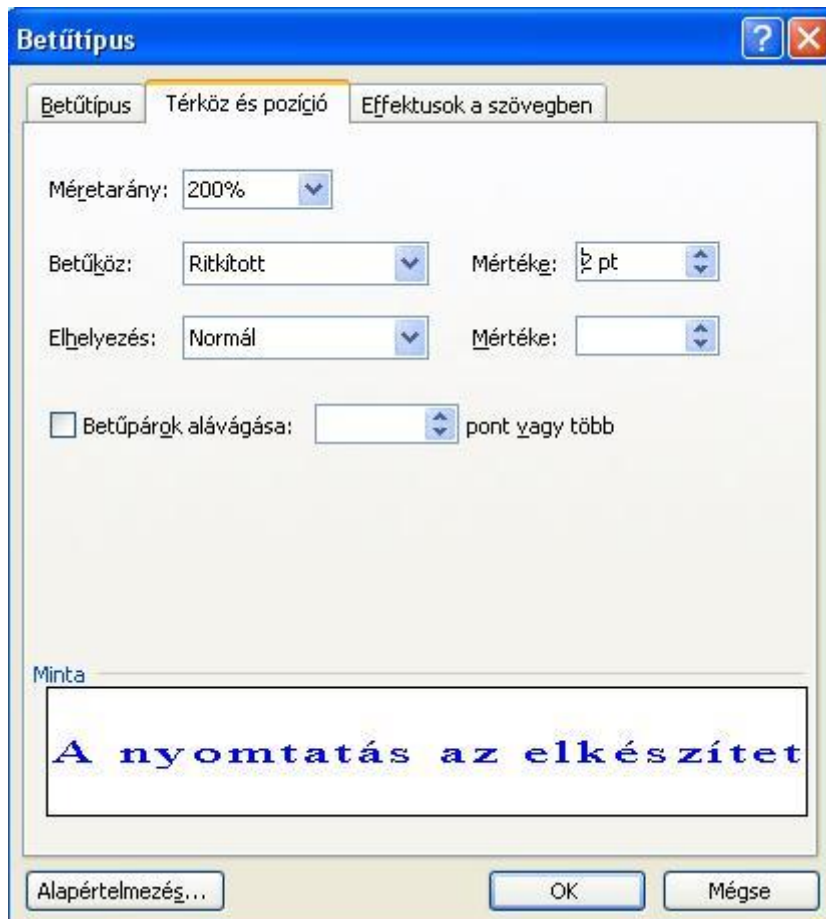 Betűtípus
Betűtípus Térköz és pozíció Effektusok a szövegben
Méretarány: 200%
Betűköz: Ritkított Mértéke: 2 pt
Elhelyezés: Normál Mértéke:
Betűpárok alávágása: pont vagy több
Minta
A nyomtatás az elkészítet
Alapértelmezés... OK Mégse